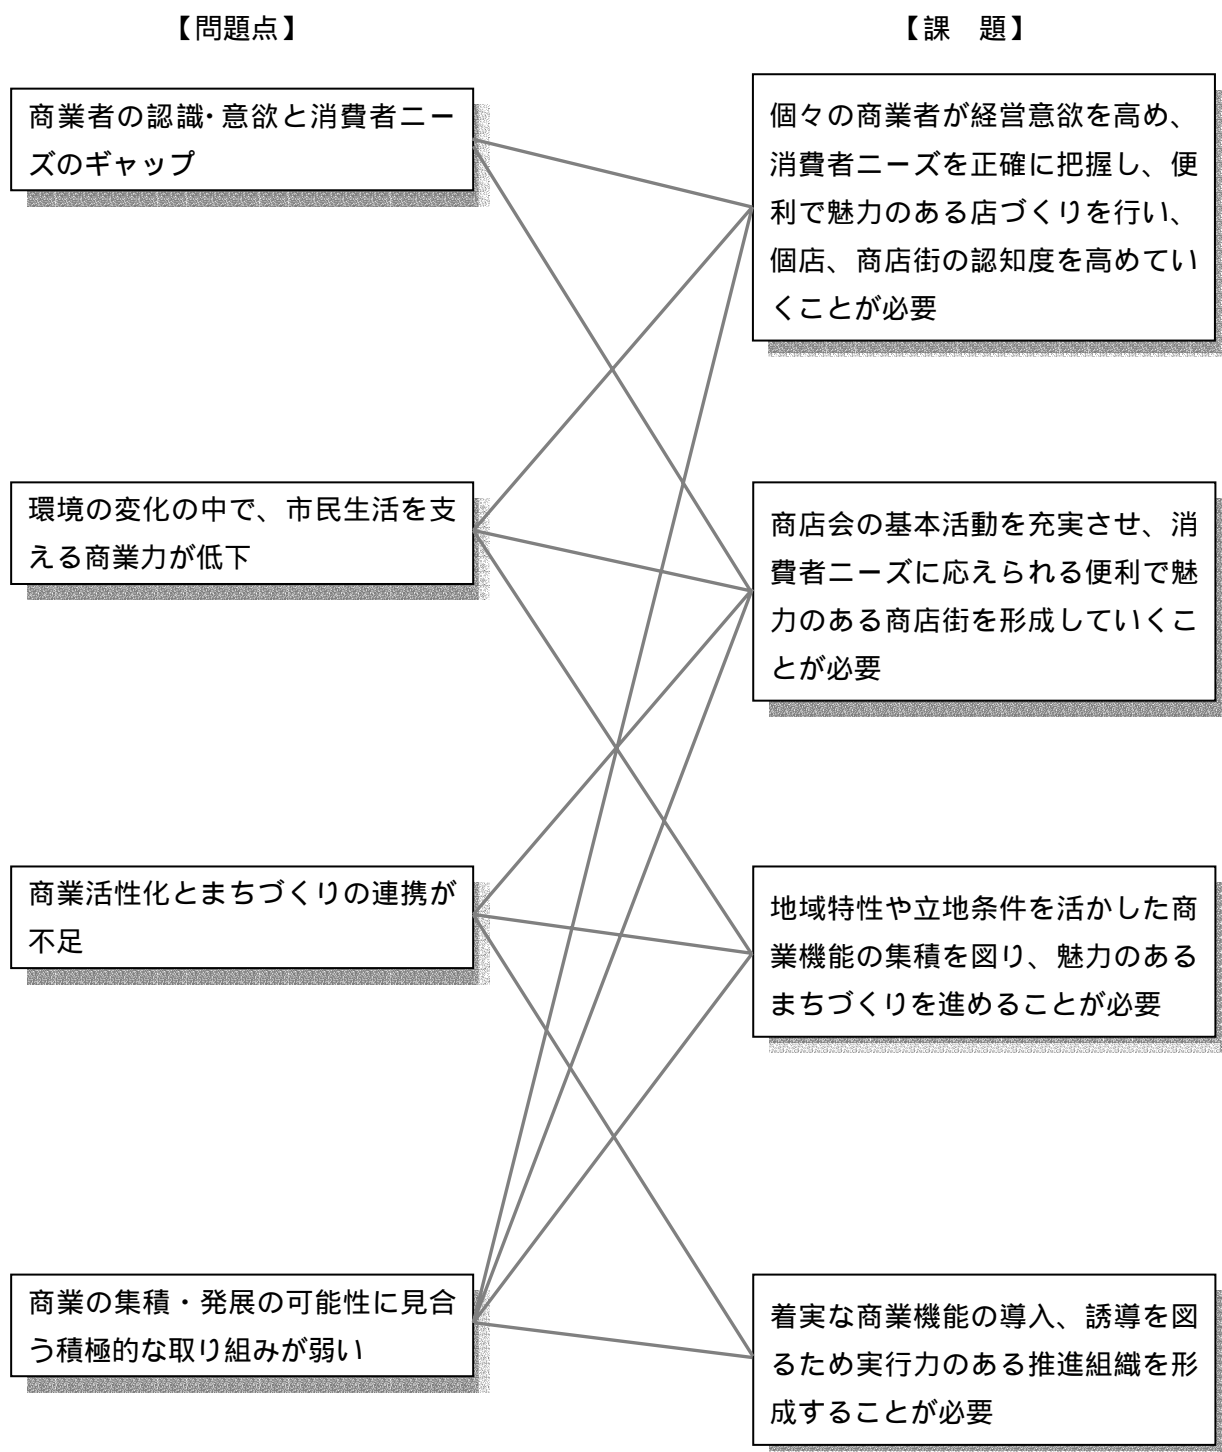 【問題点】
商業者の認識・意欲と消費者ニー
ズのギャップ
環境の変化の中で、市民生活を支
える商業力が低下
商業活性化とまちづくりの連携が
不足
商業の集積・発展の可能性に見合
う積極的な取り組みが弱い
【課　題】
個々の商業者が経営意欲を高め、
消費者ニーズを正確に把握し、便
利で魅力のある店づくりを行い、
個店、商店街の認知度を高めてい
くことが必要
商店会の基本活動を充実させ、消
費者ニーズに応えられる便利で魅
力のある商店街を形成していくこ
とが必要
地域特性や立地条件を活かした商
業機能の集積を図り、魅力のある
まちづくりを進めることが必要
着実な商業機能の導入、誘導を図
るため実行力のある推進組織を形
成することが必要